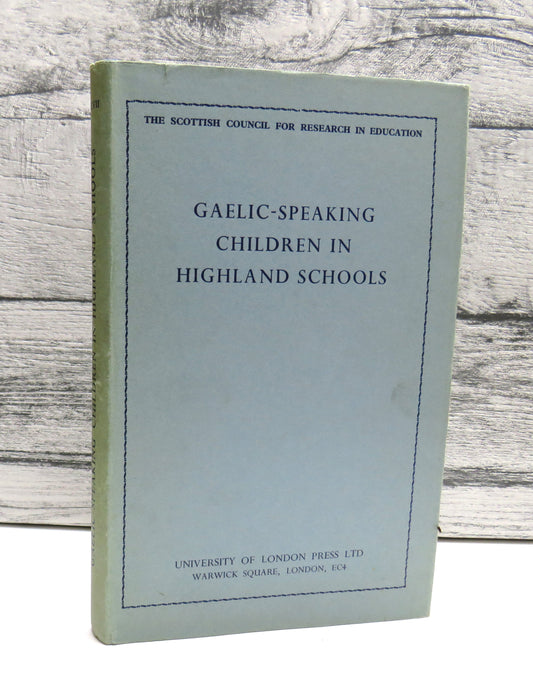 THE SCOTTISH COUNCIL FOR RESEARCH IN EDUCATION
GAELIC-SPEAKING
CHILDREN IN
HIGHLAND SCHOOLS
UNIVERSITY OF LONDON PRESS LTD
WARWICK SQUARE, LONDON, EC4